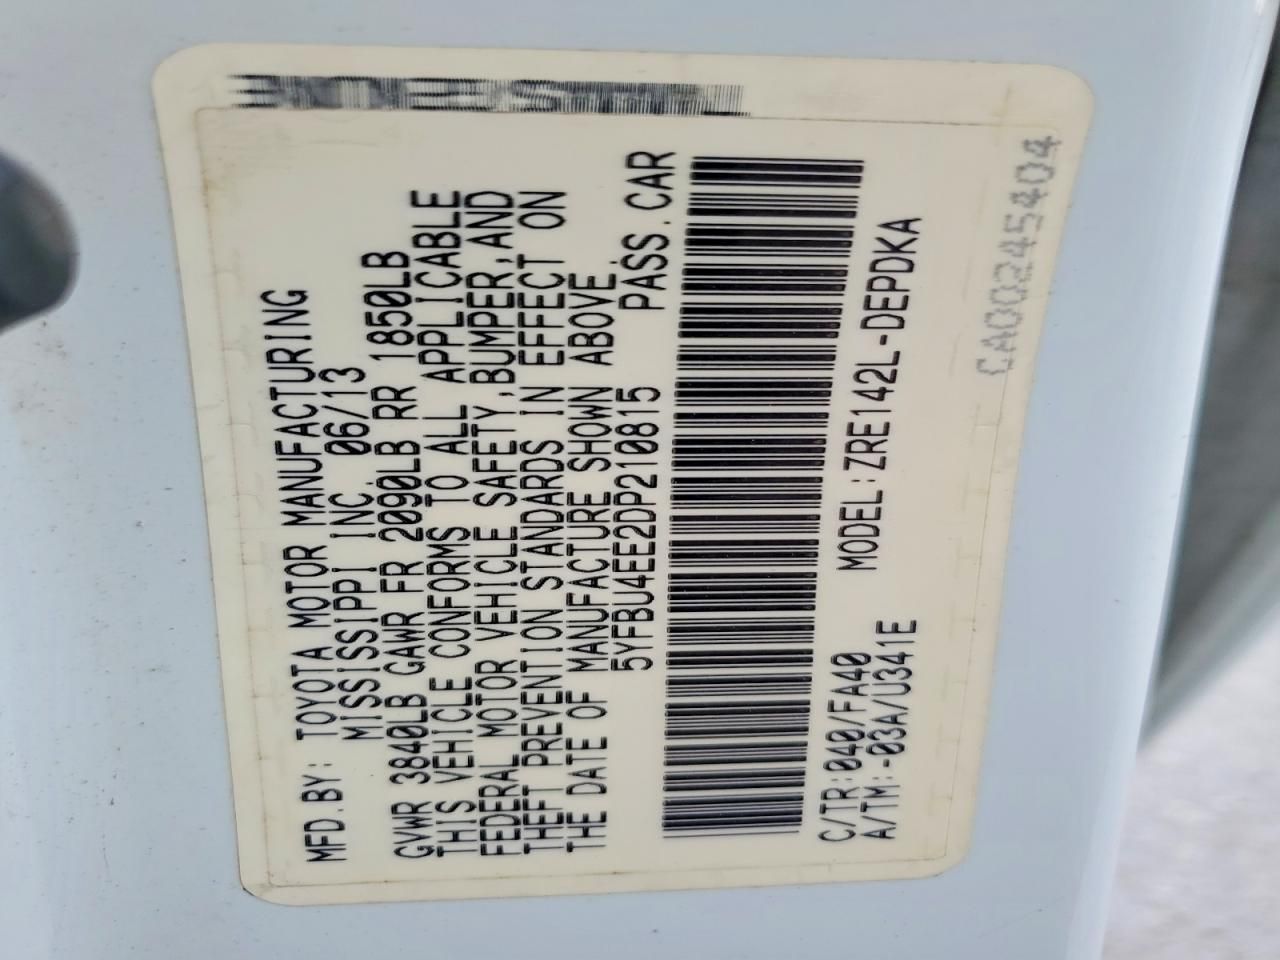 MFD.BY: TOYOTA MOTOR MANUFACTURING
MISSISSIPPI INC. 06/13
GVWR 3840LB GAWR FR 2090LB RR 1850LB
THIS VEHICLE CONFORMS TO ALL APPLICABLE
FEDERAL MOTOR VEHICLE SAFETY,BUMPER,AND
THEFT PREVENTION STANDARDS IN EFFECT ON
THE DATE OF MANUFACTURE SHOWN ABOVE.
5YFBU4EE2DP210815 PASS.CAR
C/TR:040/FA40 MODEL:ZRE142L-DEPDKA
A/TM:-03A/U341E
CA00245404